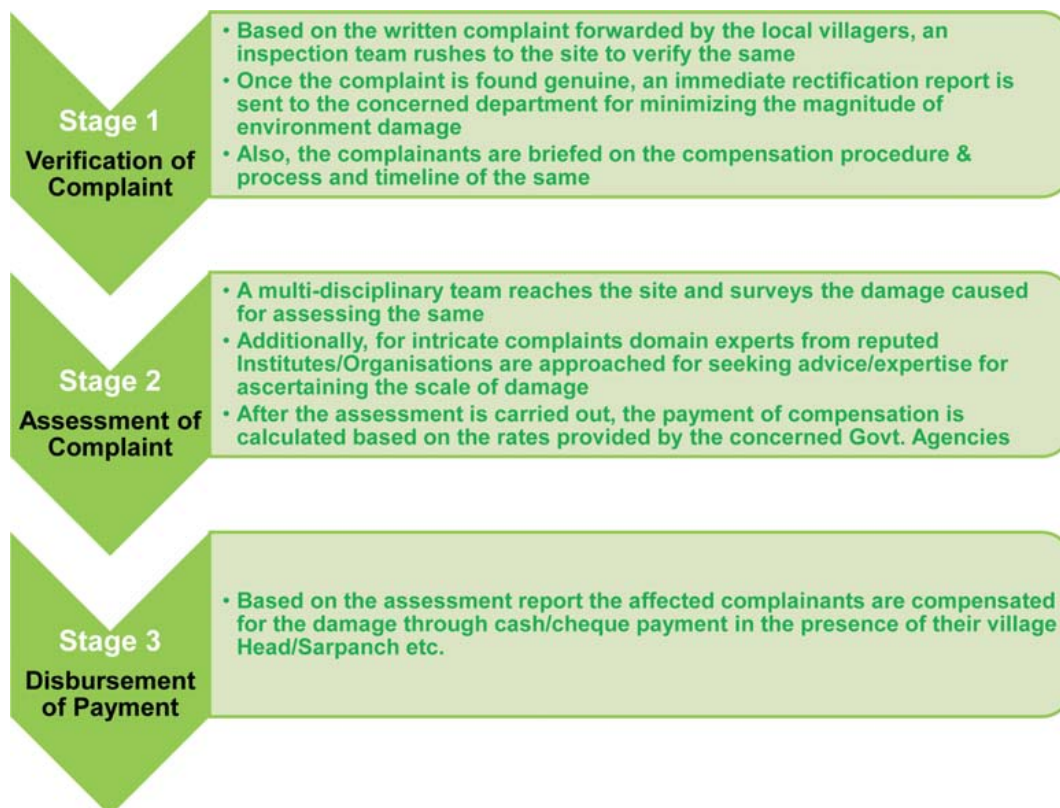 Stage 1
Verification of
Complaint
• Based on the written complaint forwarded by the local villagers, an
inspection team rushes to the site to verify the same
• Once the complaint is found genuine, an immediate rectification report is
sent to the concerned department for minimizing the magnitude of
environment damage
• Also, the complainants are briefed on the compensation procedure &
process and timeline of the same
Stage 2
Assessment of
Complaint
• A multi-disciplinary team reaches the site and surveys the damage caused
for assessing the same
• Additionally, for intricate complaints domain experts from reputed
Institutes/Organisations are approached for seeking advice/expertise for
ascertaining the scale of damage
• After the assessment is carried out, the payment of compensation is
calculated based on the rates provided by the concerned Govt. Agencies
Stage 3
Disbursement
of Payment
• Based on the assessment report the affected complainants are compensated
for the damage through cash/cheque payment in the presence of their village
Head/Sarpanch etc.